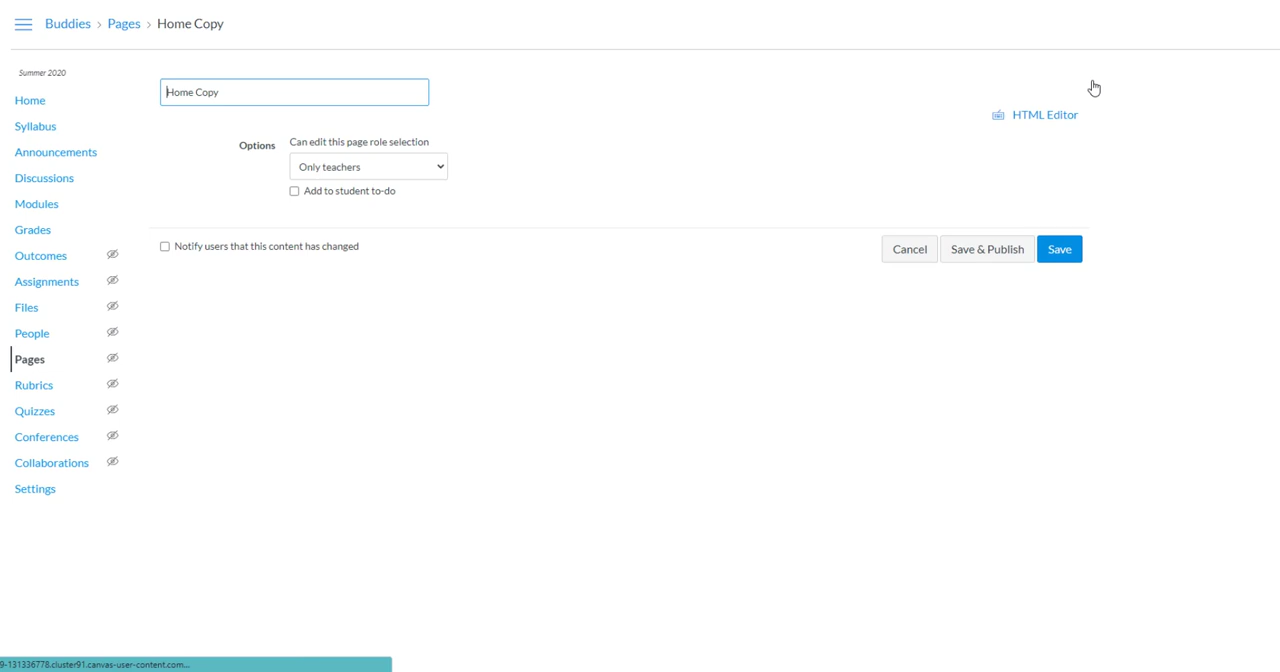 Buddies > Pages > Home Copy
Summer 2020
Home
Syllabus
Announcements
Discussions
Modules
Grades
Outcomes
Assignments
Files
People
Pages
Rubrics
Quizzes
Conferences
Collaborations
Settings
Home Copy
HTML Editor
Options
Can edit this page role selection
Only teachers
Add to student to-do
Notify users that this content has changed
Cancel
Save & Publish
Save
9-131336778.cluster91.canvas-user-content.com...